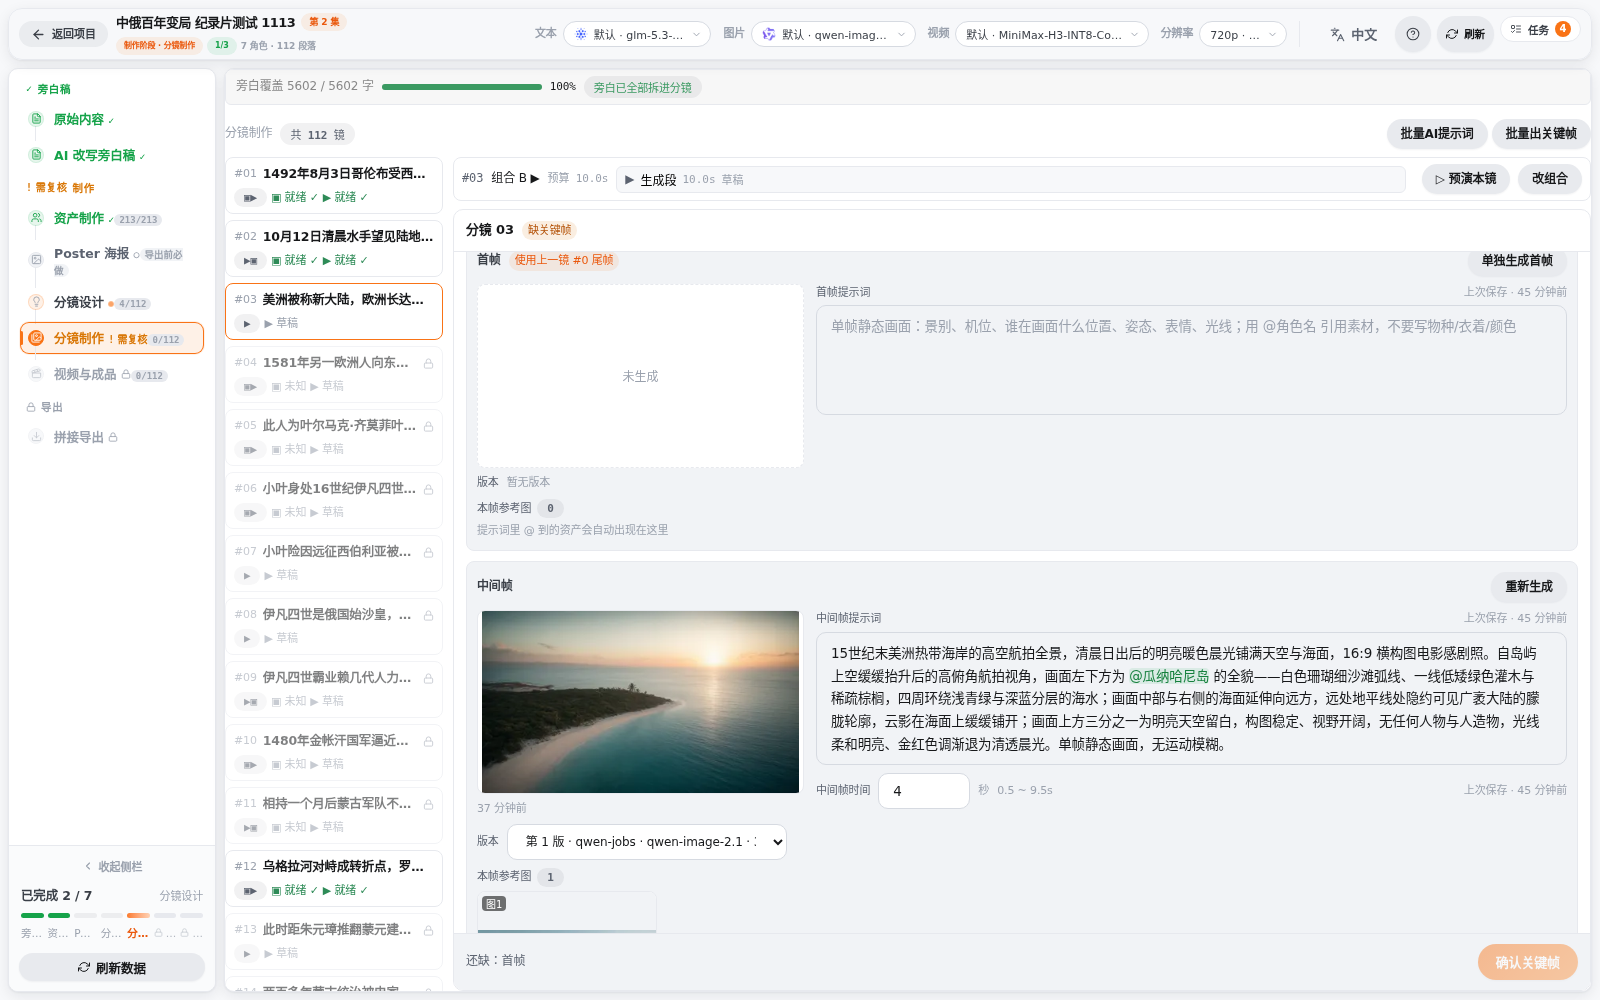 返回项目
中俄百年变局 纪录片测试 1113 第 2 集
制作阶段 · 分镜制作 1/3 7 角色 · 112 段落
文本 默认 · glm-5.3-...
图片 默认 · qwen-imag...
视频 默认 · MiniMax-H3-INT8-Co...
分辨率 720p · ...
中文
刷新
任务 4
✓ 旁白稿
原始内容 ✓
AI 改写旁白稿 ✓
! 需复核 制作
资产制作 ✓ 213/213
Poster 海报 ○ 导出前必做
分镜设计 4/112
分镜制作 ! 需复核 0/112
视频与成品 0/112
导出
拼接导出
收起侧栏
已完成 2 / 7 分镜设计
旁... 资... P... 分... 分... ... ...
刷新数据
旁白覆盖 5602 / 5602 字 100% 旁白已全部拆进分镜
分镜制作 共 112 镜
批量AI提示词 批量出关键帧
#01 1492年8月3日哥伦布受西...
▣ 就绪 ✓ ▶ 就绪 ✓
#02 10月12日清晨水手望见陆地...
▣ 就绪 ✓ ▶ 就绪 ✓
#03 美洲被称新大陆，欧洲长达...
▶ 草稿
#04 1581年另一欧洲人向东...
▣ 未知 ▶ 草稿
#05 此人为叶尔马克·齐莫菲叶...
▣ 未知 ▶ 草稿
#06 小叶身处16世纪伊凡四世...
▣ 未知 ▶ 草稿
#07 小叶险因远征西伯利亚被...
▶ 草稿
#08 伊凡四世是俄国始沙皇，...
▶ 草稿
#09 伊凡四世霸业赖几代人力...
▣ 未知 ▶ 草稿
#10 1480年金帐汗国军逼近...
▣ 未知 ▶ 草稿
#11 相持一个月后蒙古军队不...
▣ 未知 ▶ 草稿
#12 乌格拉河对峙成转折点，罗...
▣ 就绪 ✓ ▶ 就绪 ✓
#13 此时距朱元璋推翻蒙元建...
▶ 草稿
#03 组合 B ▶ 预算 10.0s ▶ 生成段 10.0s 草稿
▷ 预演本镜 改组合
分镜 03 缺关键帧
首帧 使用上一镜 #0 尾帧 单独生成首帧
未生成
首帧提示词 上次保存 · 45 分钟前
单帧静态画面：景别、机位、谁在画面什么位置、姿态、表情、光线；用 @角色名 引用素材，不要写物种/衣着/颜色
版本 暂无版本
本帧参考图 0
提示词里 @ 到的资产会自动出现在这里
中间帧 重新生成
中间帧提示词 上次保存 · 45 分钟前
15世纪末美洲热带海岸的高空航拍全景，清晨日出后的明亮暖色晨光铺满天空与海面，16:9 横构图电影感剧照。自岛屿
上空缓缓抬升后的高俯角航拍视角，画面左下方为 @瓜纳哈尼岛 的全貌——白色珊瑚细沙滩弧线、一线低矮绿色灌木与
稀疏棕榈，四周环绕浅青绿与深蓝分层的海水；画面中部与右侧的海面延伸向远方，远处地平线处隐约可见广袤大陆的朦
胧轮廓，云影在海面上缓缓铺开；画面上方三分之一为明亮天空留白，构图稳定、视野开阔，无任何人物与人造物，光线
柔和明亮、金红色调渐退为清透晨光。单帧静态画面，无运动模糊。
中间帧时间 4 秒 0.5 ~ 9.5s 上次保存 · 45 分钟前
37 分钟前
版本 第 1 版 · qwen-jobs · qwen-image-2.1 ·
本帧参考图 1
图1
还缺：首帧
确认关键帧